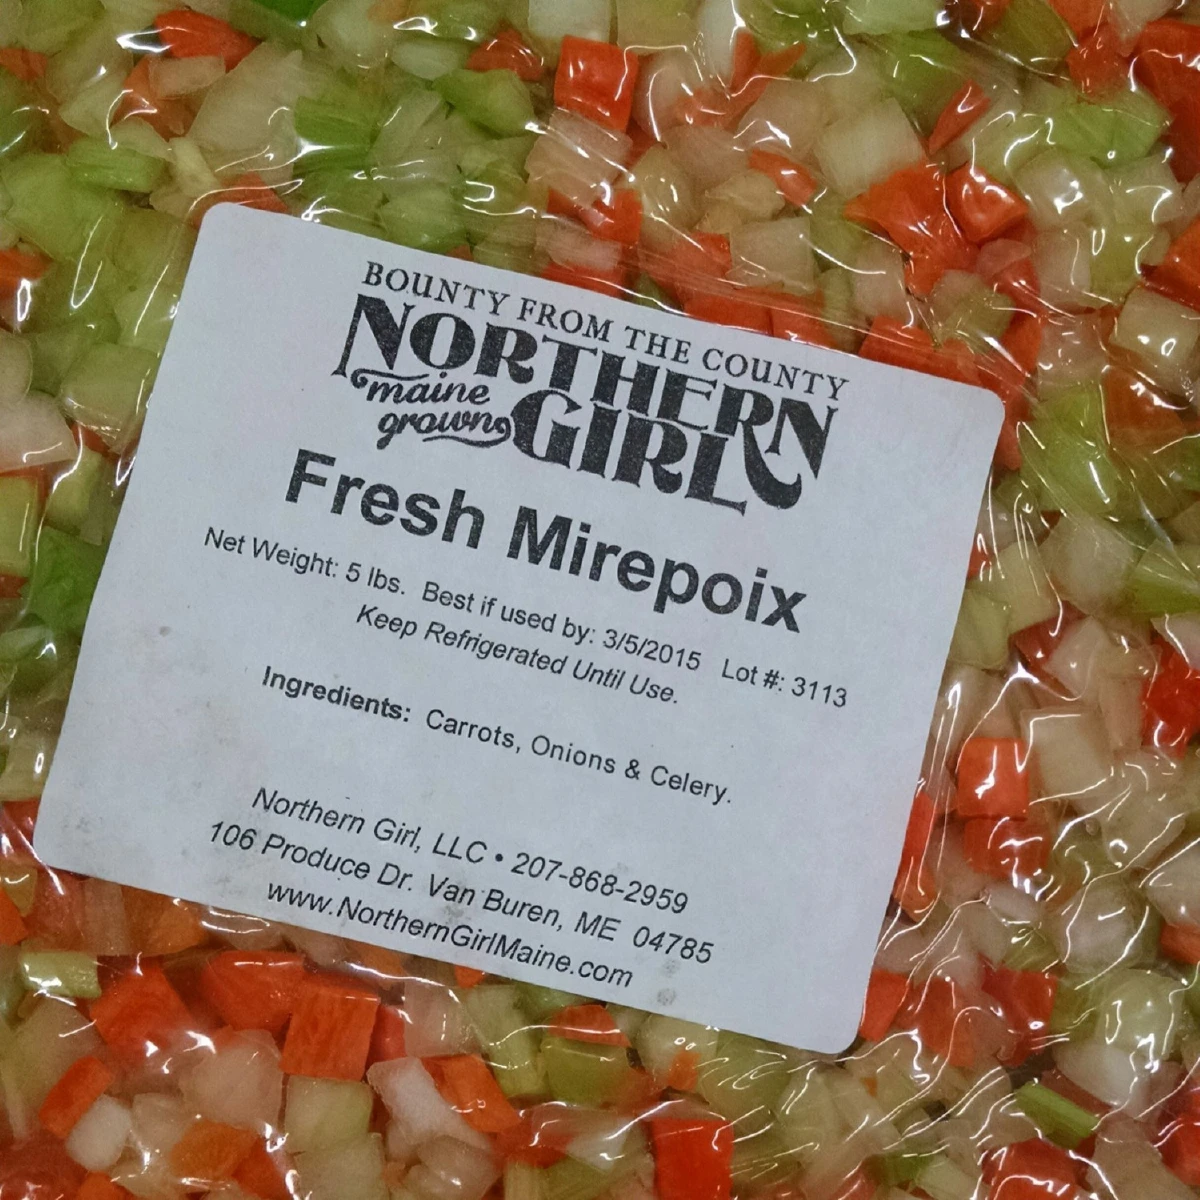 BOUNTY FROM THE COUNTY
NORTHERN
maine
grown GIRL
Fresh Mirepoix
Net Weight: 5 lbs. Best if used by: 3/5/2015 Lot #: 3113
Keep Refrigerated Until Use.
Ingredients: Carrots, Onions & Celery.
Northern Girl, LLC • 207-868-2959
106 Produce Dr. Van Buren, ME 04785
www.NorthernGirlMaine.com